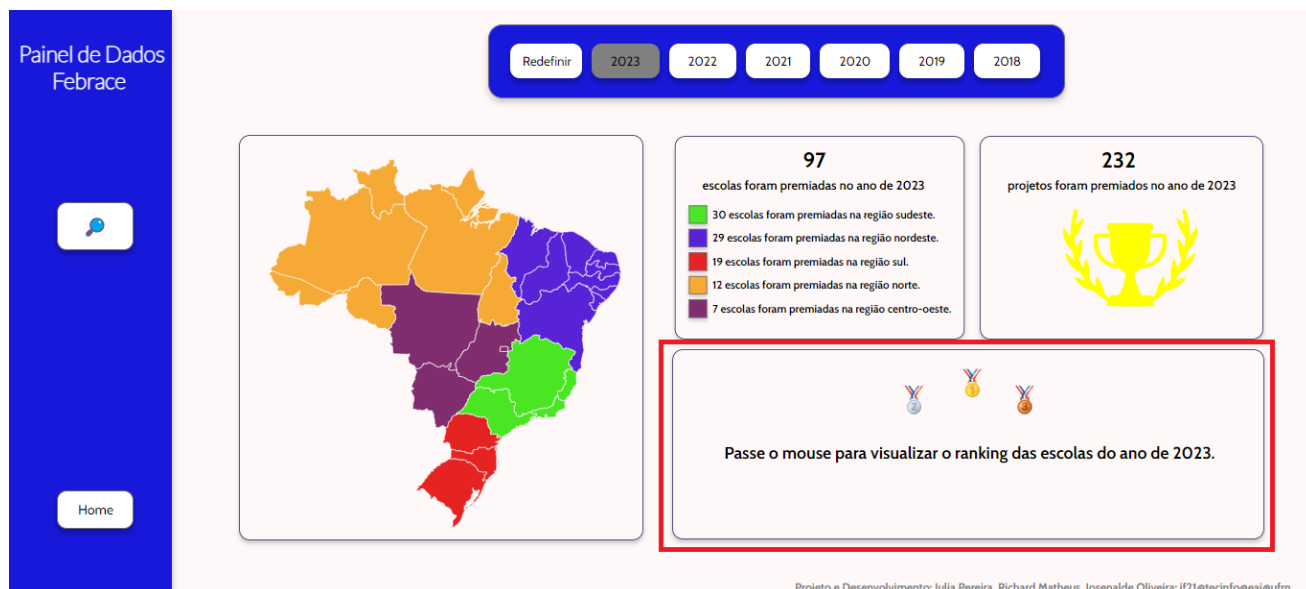 Painel de Dados
Febrace
Redefinir
2023
2022
2021
2020
2019
2018
97
escolas foram premiadas no ano de 2023
30 escolas foram premiadas na região sudeste.
29 escolas foram premiadas na região nordeste.
19 escolas foram premiadas na região sul.
12 escolas foram premiadas na região norte.
7 escolas foram premiadas na região centro-oeste.
232
projetos foram premiados no ano de 2023
2
1
3
Passe o mouse para visualizar o ranking das escolas do ano de 2023.
Home
Projeto e Desenvolvimento: Julia Pereira, Richard Matheus, Josenalde Oliveira: